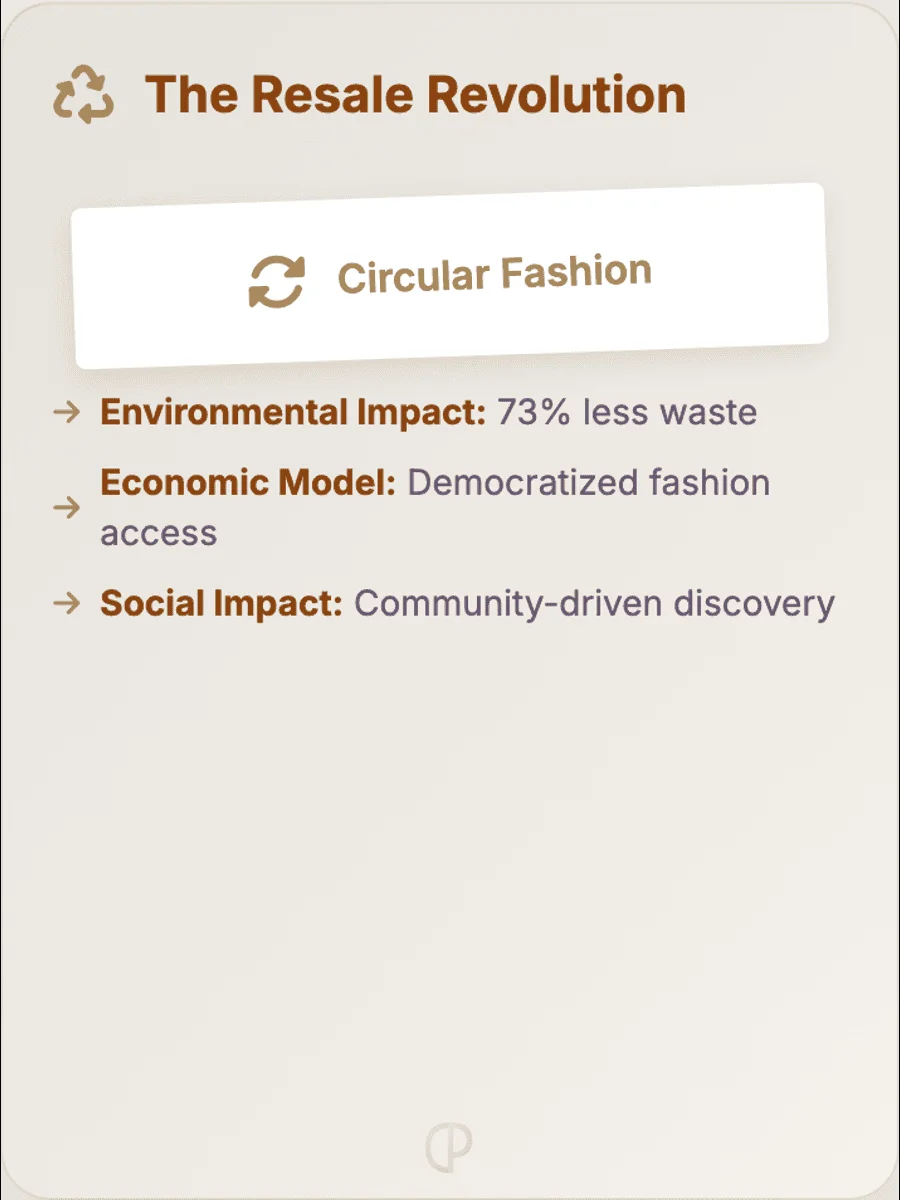 The Resale Revolution
Circular Fashion
→ Environmental Impact: 73% less waste
→ Economic Model: Democratized fashion
access
→ Social Impact: Community-driven discovery